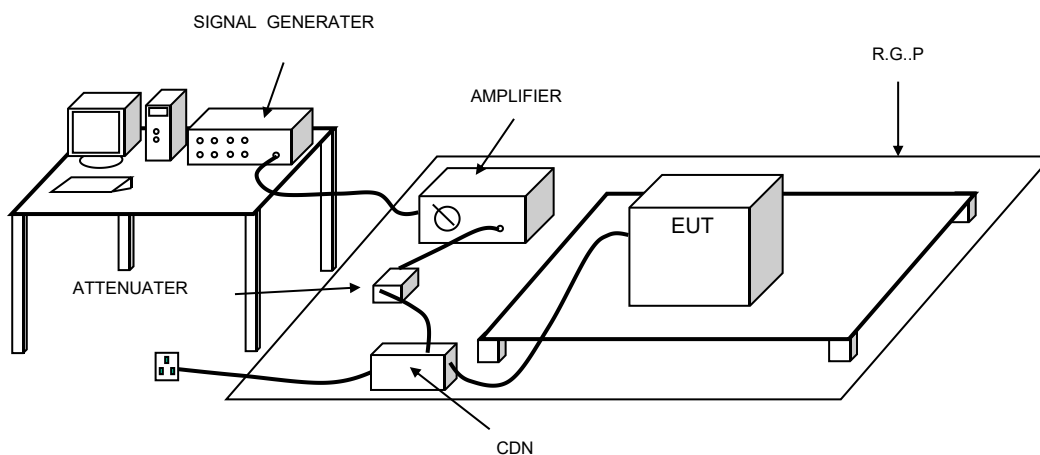 SIGNAL GENERATER
R.G..P
AMPLIFIER
EUT
ATTENUATER
CDN